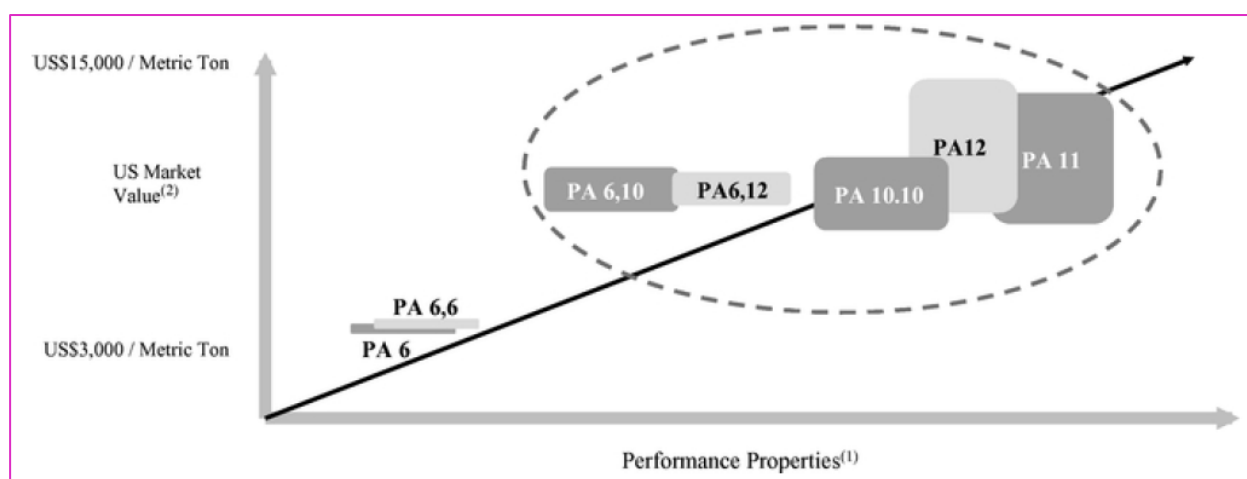 US$15,000 / Metric Ton
US Market
Value(2)
PA12
PA 11
PA 6,10
PA6,12
PA 10.10
PA 6,6
PA 6
US$3,000 / Metric Ton
Performance Properties(1)